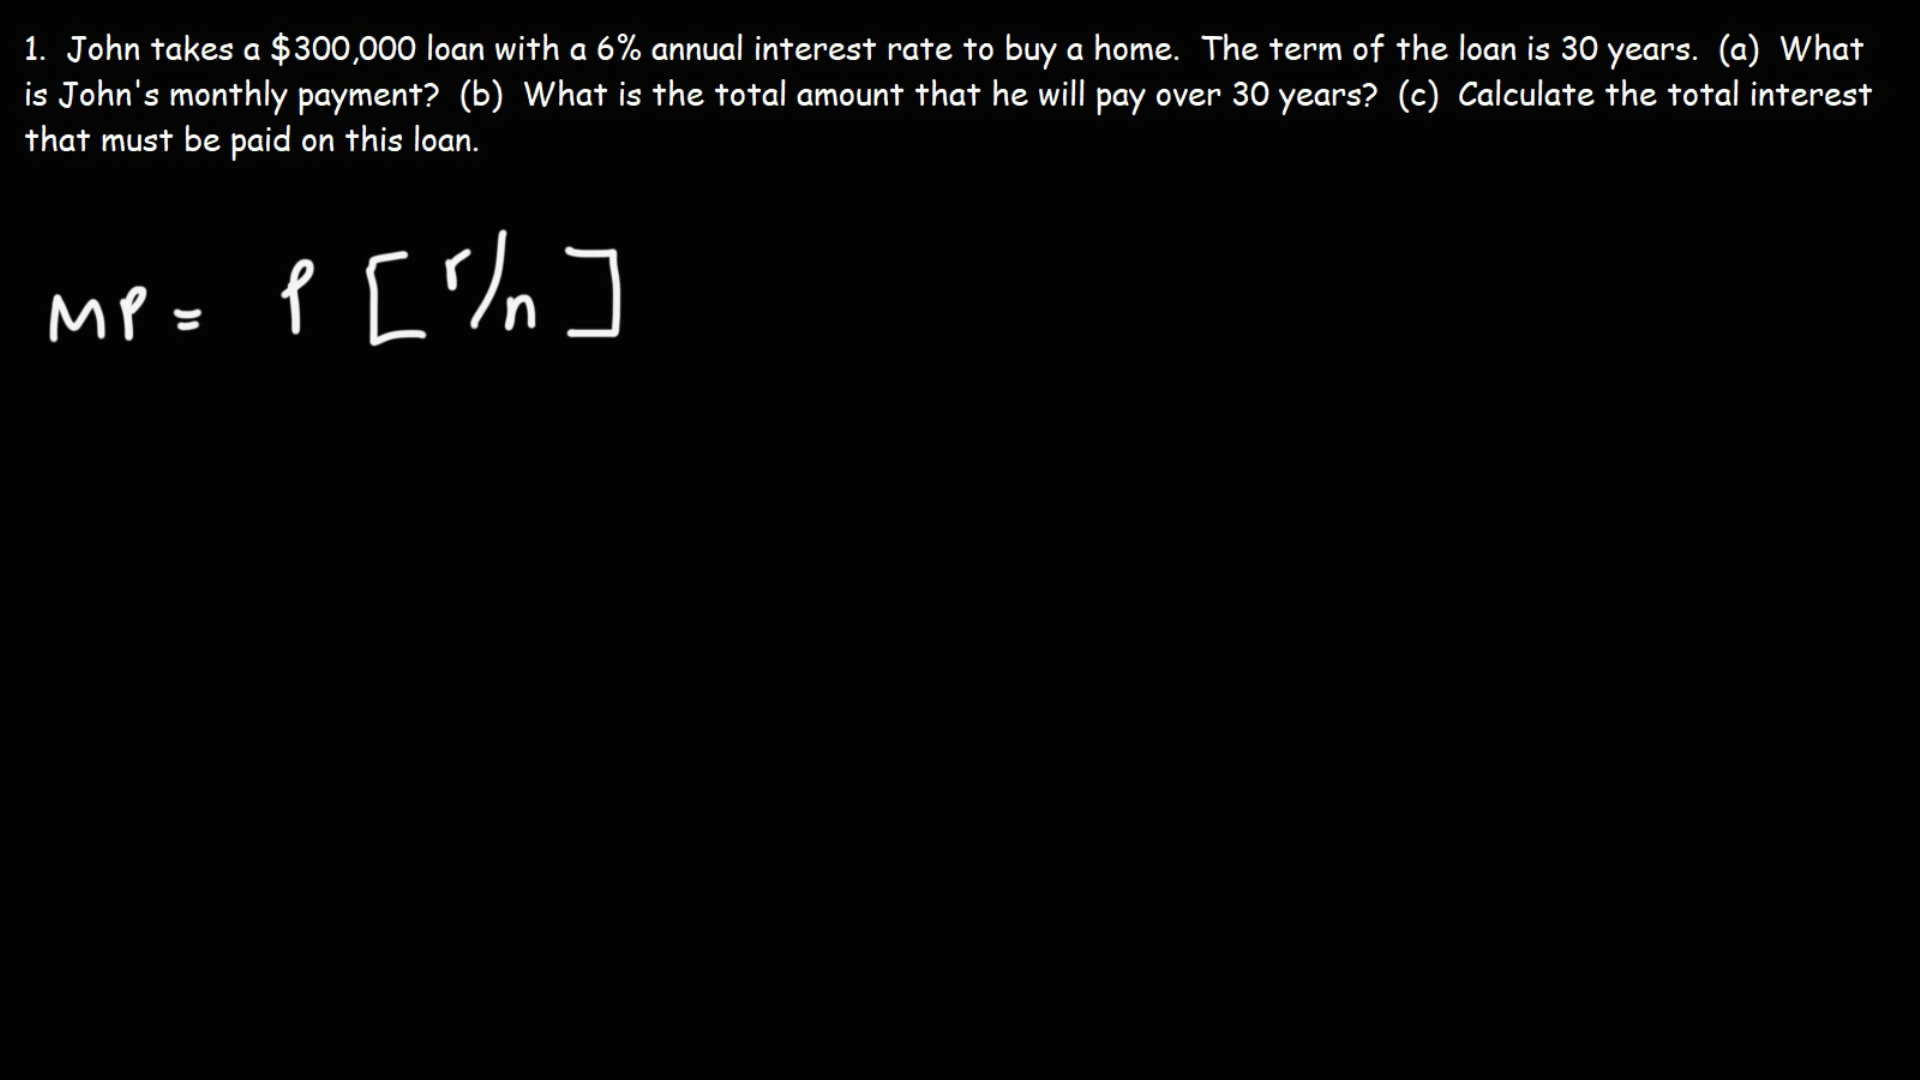 1. John takes a $300,000 loan with a 6% annual interest rate to buy a home. The term of the loan is 30 years. (a) What
is John's monthly payment? (b) What is the total amount that he will pay over 30 years? (c) Calculate the total interest
that must be paid on this loan.
MP = P [r/n]